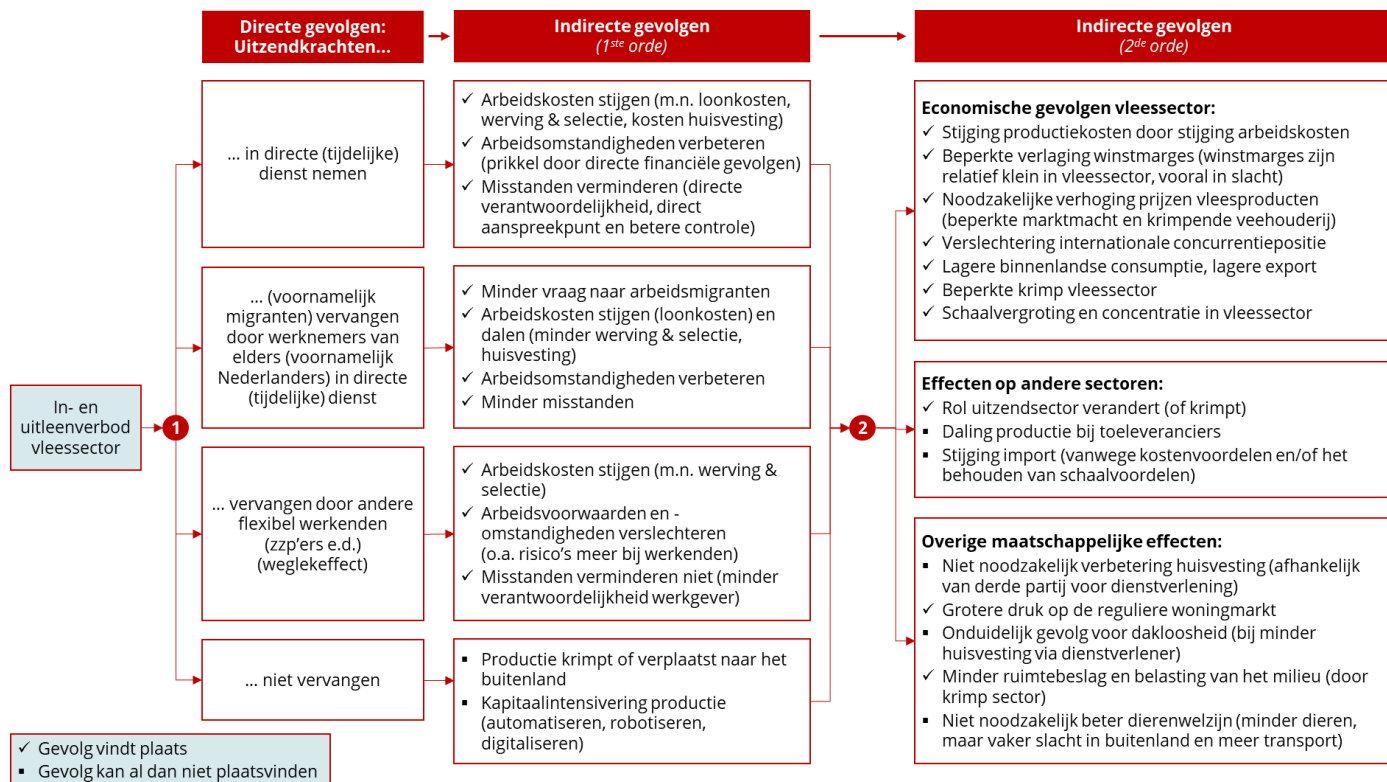 Directe gevolgen:
Uitzendkrachten...
Indirecte gevolgen
(1ste orde)
Indirecte gevolgen
(2de orde)
In- en
uitleenverbod
vleessector
1
... in directe (tijdelijke)
dienst nemen
✓ Arbeidskosten stijgen (m.n. loonkosten,
werving & selectie, kosten huisvesting)
✓ Arbeidsomstandigheden verbeteren
(prikkel door directe financiële gevolgen)
✓ Misstanden verminderen (directe
verantwoordelijkheid, direct
aanspreekpunt en betere controle)
... (voornamelijk
migranten) vervangen
door werknemers van
elders (voornamelijk
Nederlanders) in directe
(tijdelijke) dienst
✓ Minder vraag naar arbeidsmigranten
✓ Arbeidskosten stijgen (loonkosten) en
dalen (minder werving & selectie,
huisvesting)
✓ Arbeidsomstandigheden verbeteren
✓ Minder misstanden
... vervangen door andere
flexibel werkenden
(zzp'ers e.d.)
(weglekeffect)
✓ Arbeidskosten stijgen (m.n. werving &
selectie)
✓ Arbeidsvoorwaarden en -
omstandigheden verslechteren
(o.a. risico's meer bij werkenden)
✓ Misstanden verminderen niet (minder
verantwoordelijkheid werkgever)
... niet vervangen
▪ Productie krimpt of verplaatst naar het
buitenland
▪ Kapitaalintensivering productie
(automatiseren, robotiseren,
digitaliseren)
2
Economische gevolgen vleessector:
✓ Stijging productiekosten door stijging arbeidskosten
✓ Beperkte verlaging winstmarges (winstmarges zijn
relatief klein in vleessector, vooral in slacht)
✓ Noodzakelijke verhoging prijzen vleesproducten
(beperkte marktmacht en krimpende veehouderij)
✓ Verslechtering internationale concurrentiepositie
✓ Lagere binnenlandse consumptie, lagere export
✓ Beperkte krimp vleessector
✓ Schaalvergroting en concentratie in vleessector
Effecten op andere sectoren:
✓ Rol uitzendsector verandert (of krimpt)
▪ Daling productie bij toeleveranciers
▪ Stijging import (vanwege kostenvoordelen en/of het
behouden van schaalvoordelen)
Overige maatschappelijke effecten:
▪ Niet noodzakelijk verbetering huisvesting (afhankelijk
van derde partij voor dienstverlening)
✓ Grotere druk op de reguliere woningmarkt
▪ Onduidelijk gevolg voor dakloosheid (bij minder
huisvesting via dienstverlener)
✓ Minder ruimtebeslag en belasting van het milieu (door
krimp sector)
▪ Niet noodzakelijk beter dierenwelzijn (minder dieren,
maar vaker slacht in buitenland en meer transport)
✓ Gevolg vindt plaats
▪ Gevolg kan al dan niet plaatsvinden